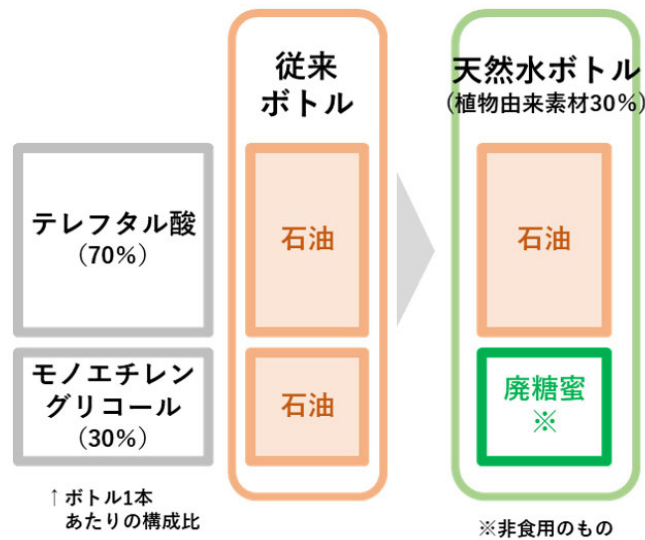 従来
ボトル
天然水ボトル
(植物由来素材30%)
テレフタル酸
(70%)
石油
石油
モノエチレン
グリコール
(30%)
石油
廃糖蜜
※
↑ボトル1本
あたりの構成比
※非食用のもの